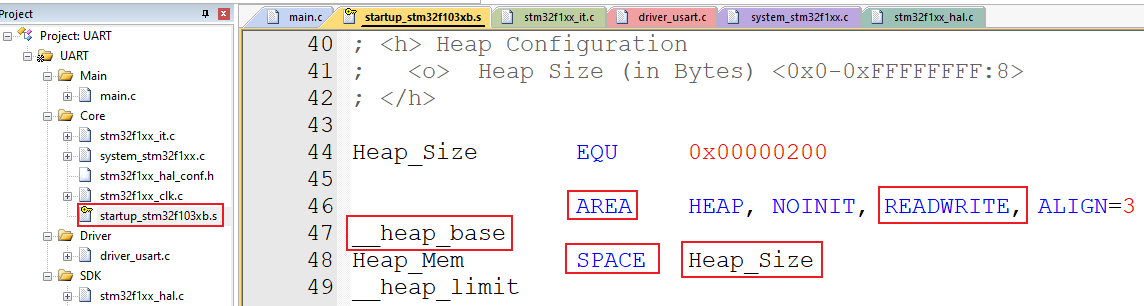 Project
Project: UART
UART
Main
main.c
Core
stm32f1xx_it.c
system_stm32f1xx.c
stm32f1xx_hal_conf.h
stm32f1xx_clk.c
startup_stm32f103xb.s
Driver
driver_usart.c
SDK
stm32f1xx_hal.c
main.c startup_stm32f103xb.s stm32f1xx_it.c driver_usart.c system_stm32f1xx.c stm32f1xx_hal.c
40 ; <h> Heap Configuration
41 ;   <o>  Heap Size (in Bytes) <0x0-0xFFFFFFFF:8>
42 ; </h>
43
44 Heap_Size       EQU     0x00000200
45
46                 AREA    HEAP, NOINIT, READWRITE, ALIGN=3
47 __heap_base
48 Heap_Mem        SPACE   Heap_Size
49 __heap_limit